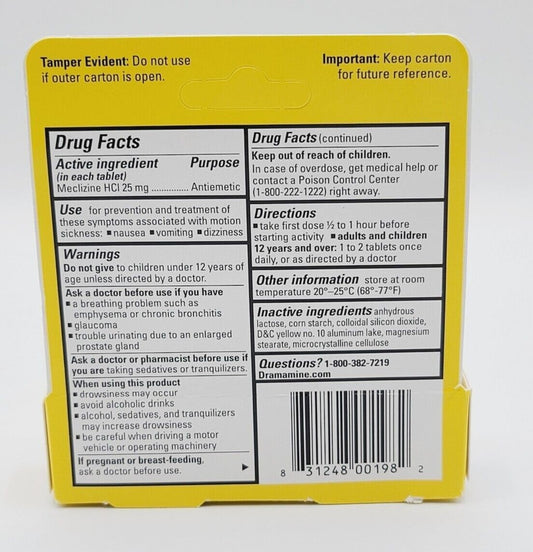 Tamper Evident: Do not use
if outer carton is open.
Important: Keep carton
for future reference.
Drug Facts
Active ingredient Purpose
(in each tablet)
Meclizine HCl 25 mg .............. Antiemetic
Use for prevention and treatment of
these symptoms associated with motion
sickness: ■ nausea ■ vomiting ■ dizziness
Warnings
Do not give to children under 12 years of
age unless directed by a doctor.
Ask a doctor before use if you have
■ a breathing problem such as
emphysema or chronic bronchitis
■ glaucoma
■ trouble urinating due to an enlarged
prostate gland
Ask a doctor or pharmacist before use if
you are taking sedatives or tranquilizers.
When using this product
■ drowsiness may occur
■ avoid alcoholic drinks
■ alcohol, sedatives, and tranquilizers
may increase drowsiness
■ be careful when driving a motor
vehicle or operating machinery
If pregnant or breast-feeding,
ask a doctor before use.
Drug Facts (continued)
Keep out of reach of children.
In case of overdose, get medical help or
contact a Poison Control Center
(1-800-222-1222) right away.
Directions
■ take first dose ½ to 1 hour before
starting activity ■ adults and children
12 years and over: 1 to 2 tablets once
daily, or as directed by a doctor
Other information store at room
temperature 20°–25°C (68°-77°F)
Inactive ingredients anhydrous
lactose, corn starch, colloidal silicon dioxide,
D&C yellow no. 10 aluminum lake, magnesium
stearate, microcrystalline cellulose
Questions? 1-800-382-7219
Dramamine.com
8 31248 00198 2